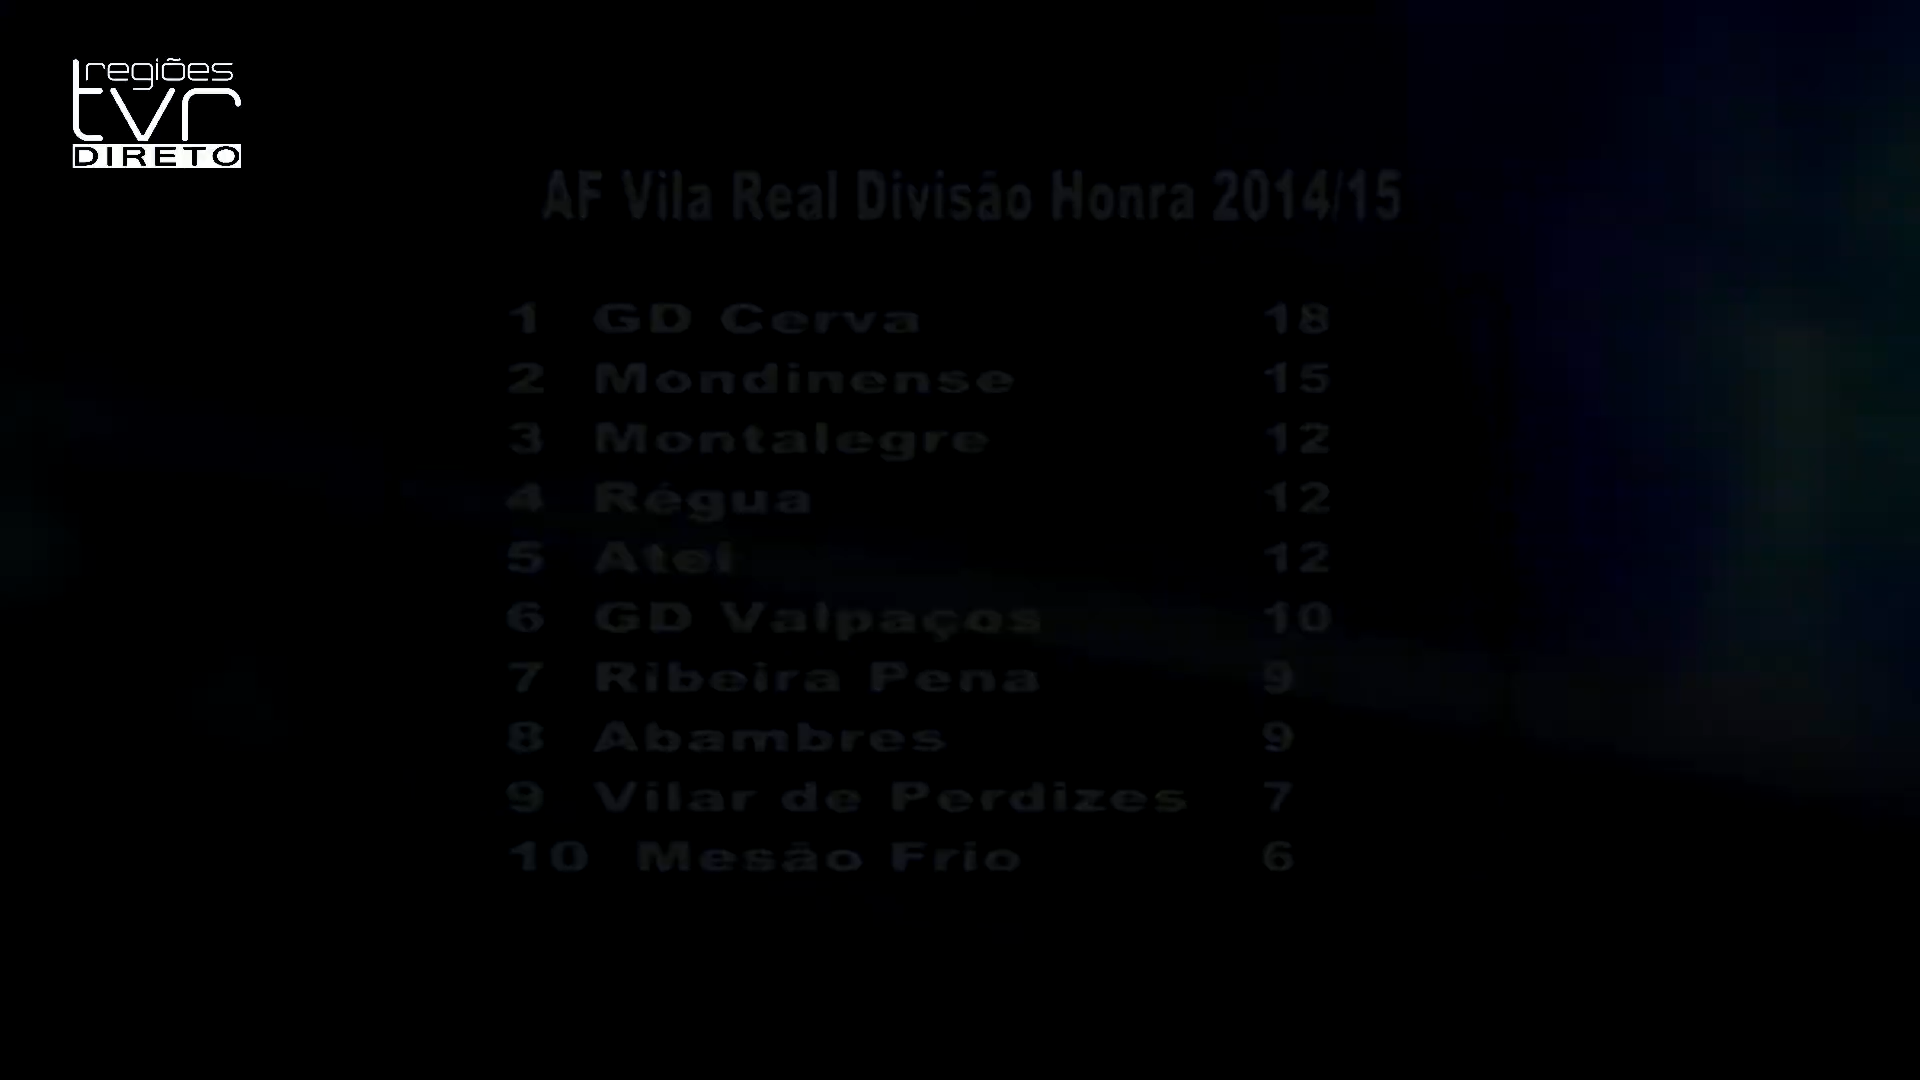 regiões
tvr
DIRETO
AF Vila Real Divisão Honra 2014/15
1 GD Cerva 18
2 Mondinense 15
3 Montalegre 12
4 Régua 12
5 Atei 12
6 GD Valpaços 10
7 Ribeira Pena 9
8 Abambres 9
9 Vilar de Perdizes 7
10 Mesão Frio 6